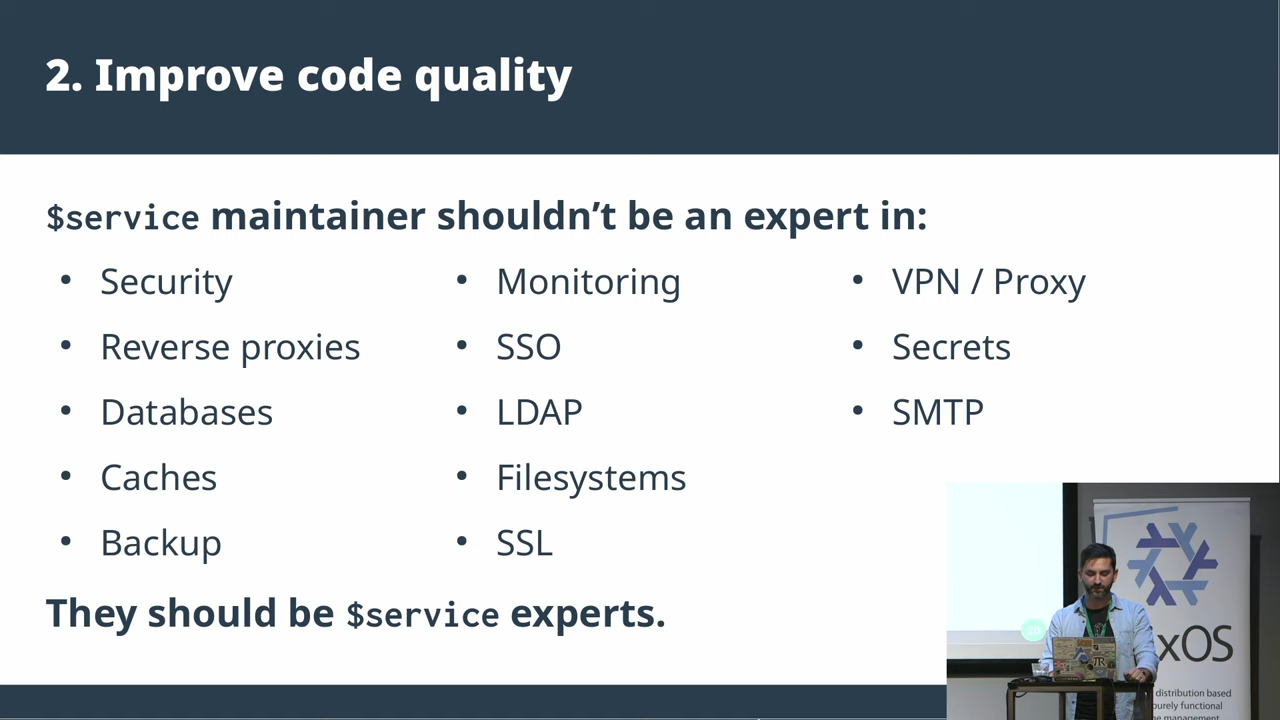 2. Improve code quality
$service maintainer shouldn't be an expert in:
• Security
• Reverse proxies
• Databases
• Caches
• Backup
• Monitoring
• SSO
• LDAP
• Filesystems
• SSL
• VPN / Proxy
• Secrets
• SMTP
They should be $service experts.
xOS
distribution based
purely functional